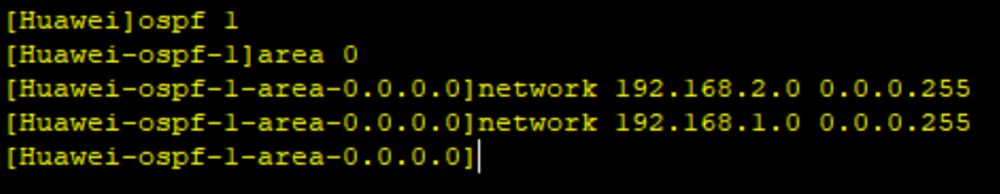 [Huawei]ospf 1
[Huawei-ospf-1]area 0
[Huawei-ospf-1-area-0.0.0.0]network 192.168.2.0 0.0.0.255
[Huawei-ospf-1-area-0.0.0.0]network 192.168.1.0 0.0.0.255
[Huawei-ospf-1-area-0.0.0.0]